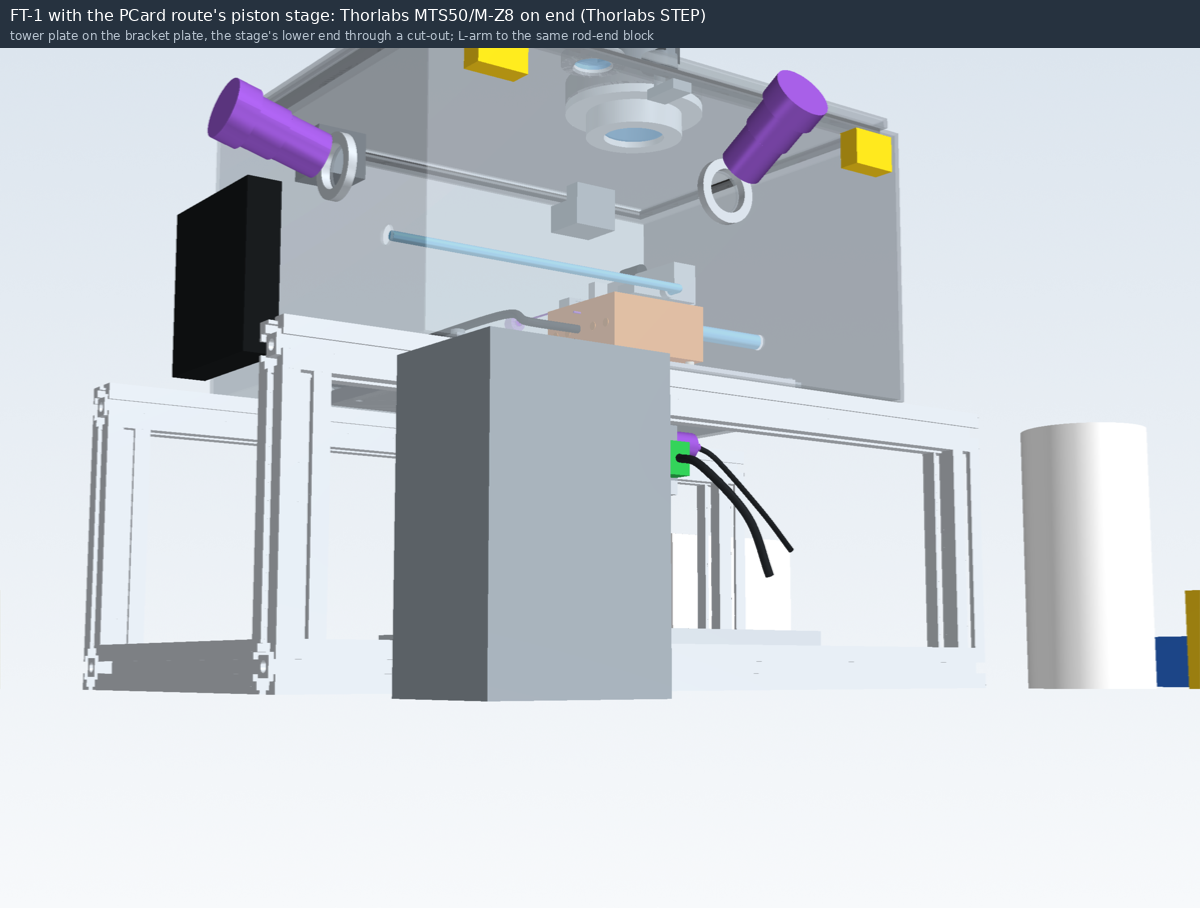 FT-1 with the PCard route's piston stage: Thorlabs MTS50/M-Z8 on end (Thorlabs STEP)
tower plate on the bracket plate, the stage's lower end through a cut-out; L-arm to the same rod-end block